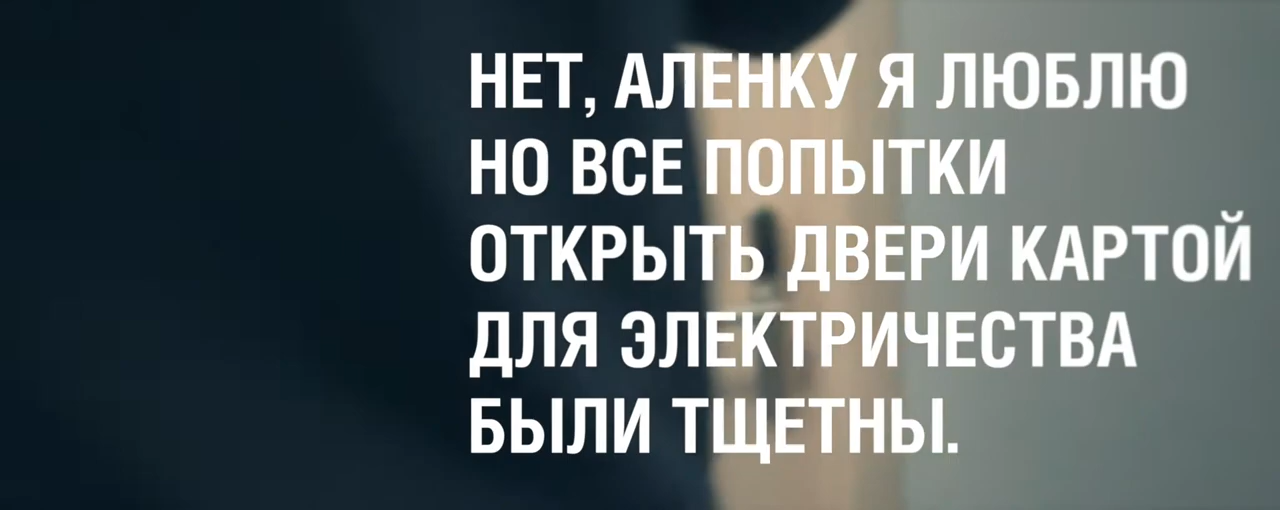 НЕТ, АЛЕНКУ Я ЛЮБЛЮ
НО ВСЕ ПОПЫТКИ
ОТКРЫТЬ ДВЕРИ КАРТОЙ
ДЛЯ ЭЛЕКТРИЧЕСТВА
БЫЛИ ТЩЕТНЫ.